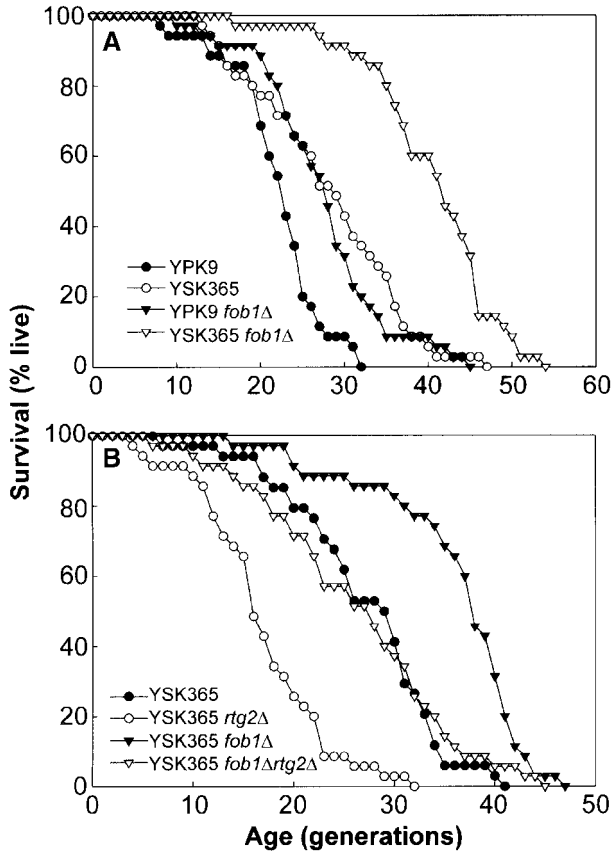 100
A
80
60
40
20
0
YPK9
YSK365
YPK9 fob1Δ
YSK365 fob1Δ
0 10 20 30 40 50 60
Survival (% live)
100
B
80
60
40
20
0
YSK365
YSK365 rtg2Δ
YSK365 fob1Δ
YSK365 fob1Δrtg2Δ
0 10 20 30 40 50
Age (generations)